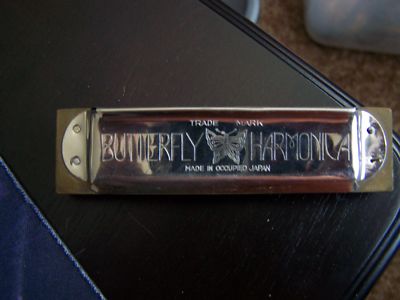 TRADE MARK
BUTTERFLY HARMONICA
MADE IN OCCUPIED JAPAN